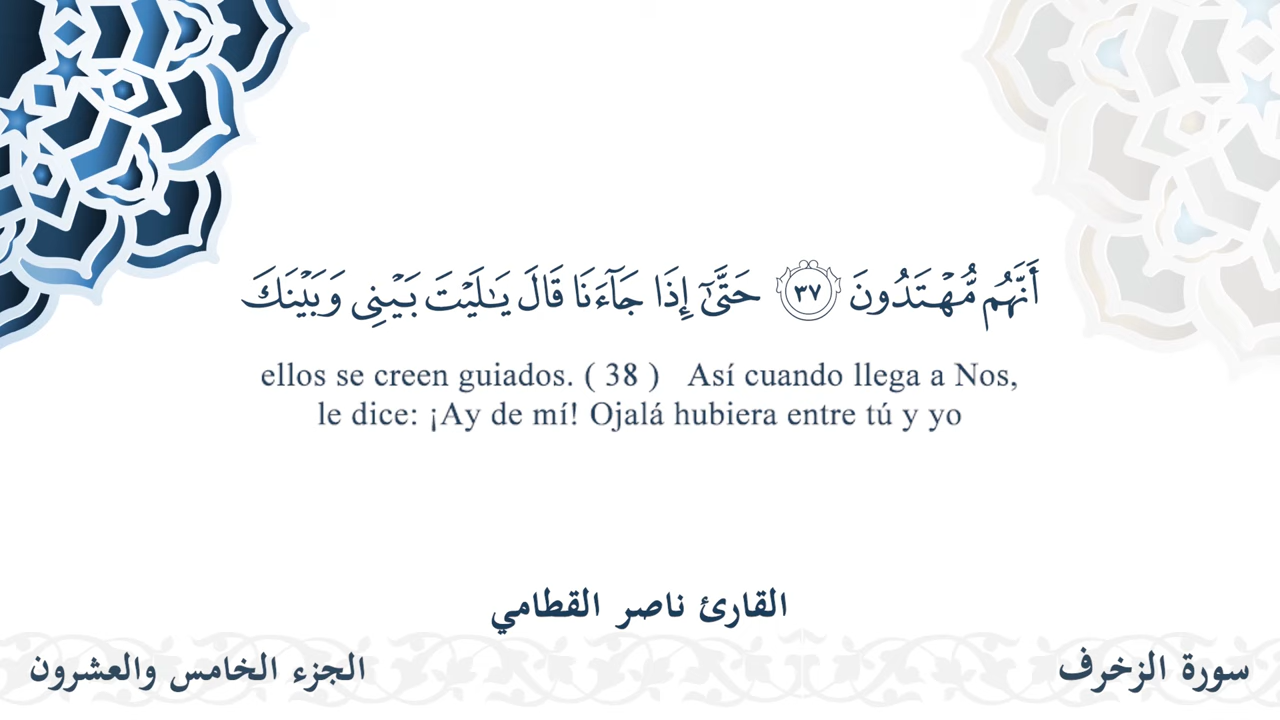 أَنَّهُم مُّهْتَدُونَ ٣٧ حَتَّىٰٓ إِذَا جَآءَنَا قَالَ يَـٰلَيْتَ بَيْنِى وَبَيْنَكَ
ellos se creen guiados. ( 38 ) Así cuando llega a Nos,
le dice: ¡Ay de mí! Ojalá hubiera entre tú y yo
القارئ ناصر القطامي
سورة الزخرف
الجزء الخامس والعشرون